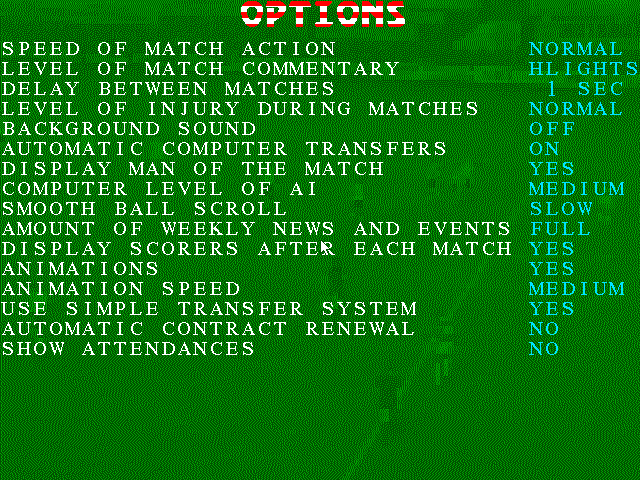 OPTIONS
SPEED OF MATCH ACTION NORMAL
LEVEL OF MATCH COMMENTARY HLIGHTS
DELAY BETWEEN MATCHES 1 SEC
LEVEL OF INJURY DURING MATCHES NORMAL
BACKGROUND SOUND OFF
AUTOMATIC COMPUTER TRANSFERS ON
DISPLAY MAN OF THE MATCH YES
COMPUTER LEVEL OF AI MEDIUM
SMOOTH BALL SCROLL SLOW
AMOUNT OF WEEKLY NEWS AND EVENTS FULL
DISPLAY SCORERS AFTER EACH MATCH YES
ANIMATIONS YES
ANIMATION SPEED MEDIUM
USE SIMPLE TRANSFER SYSTEM YES
AUTOMATIC CONTRACT RENEWAL NO
SHOW ATTENDANCES NO